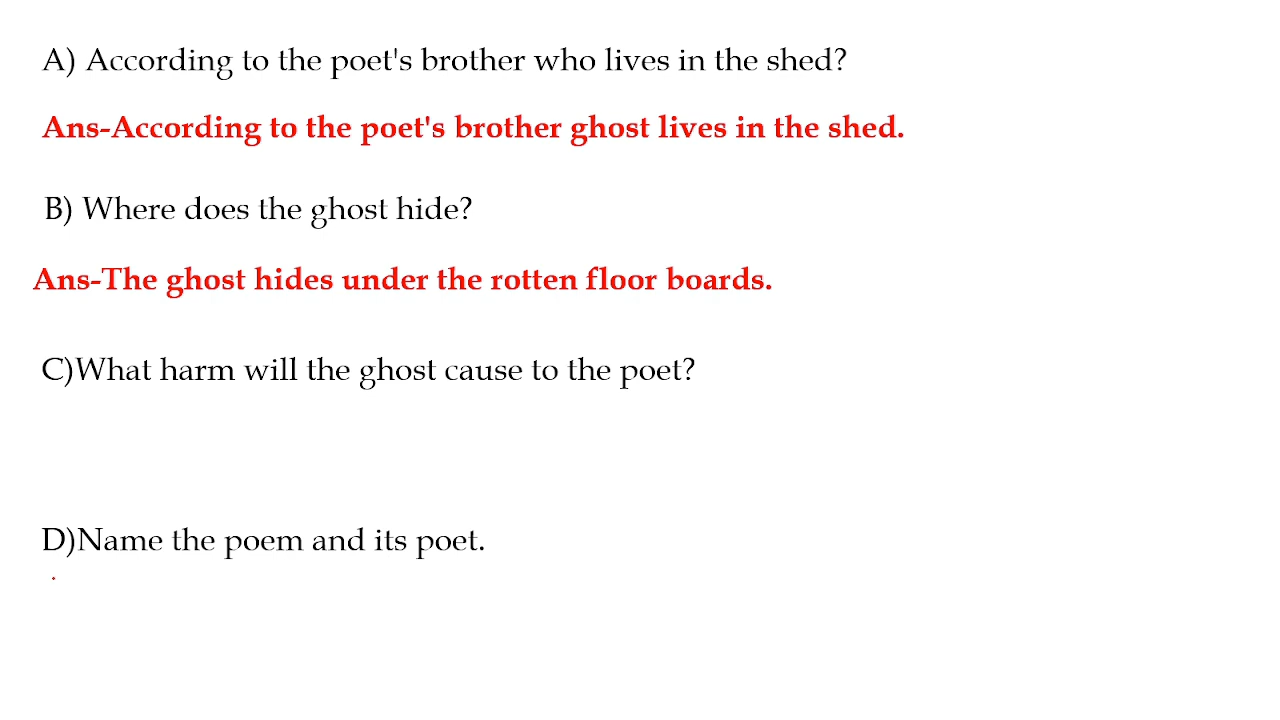 A) According to the poet's brother who lives in the shed?
Ans-According to the poet's brother ghost lives in the shed.
B) Where does the ghost hide?
Ans-The ghost hides under the rotten floor boards.
C)What harm will the ghost cause to the poet?
D)Name the poem and its poet.